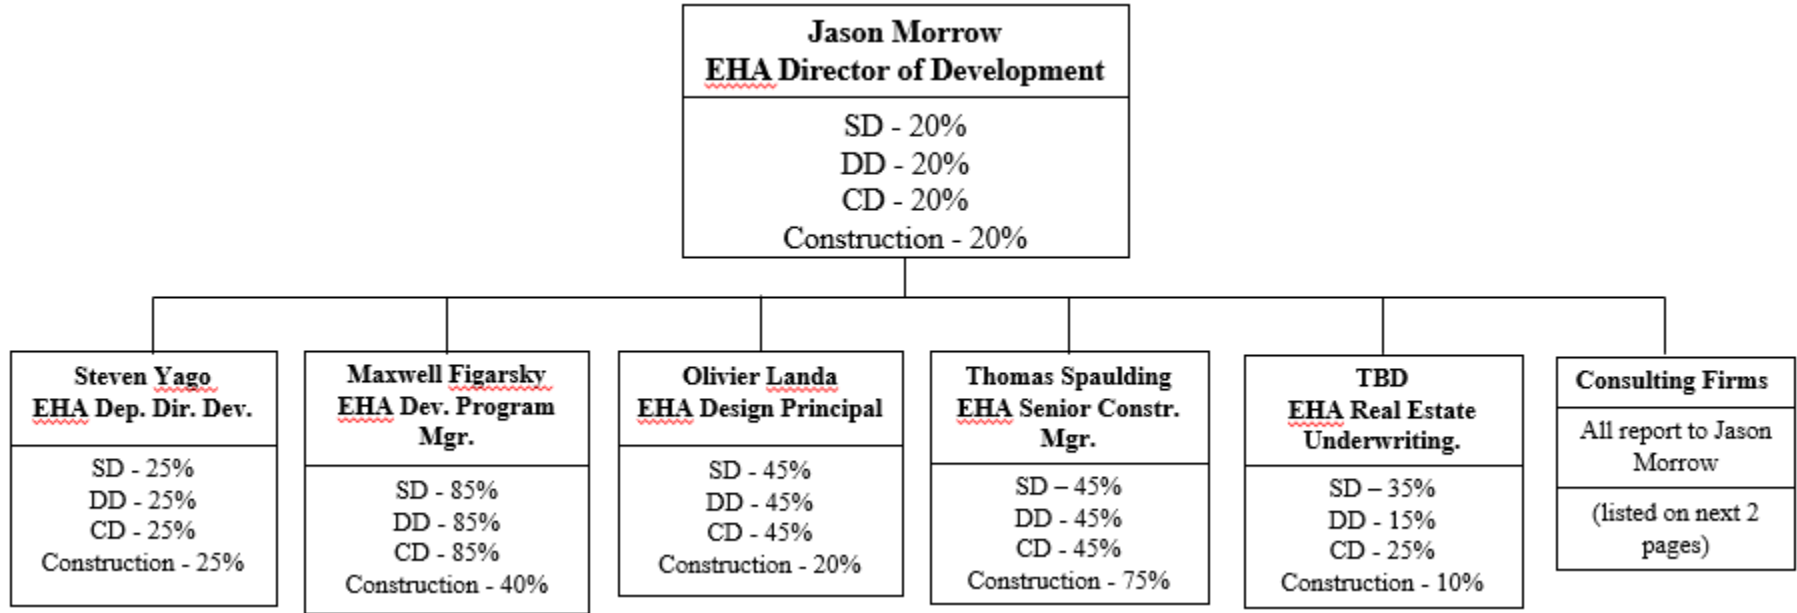 Jason Morrow
EHA Director of Development
SD - 20%
DD - 20%
CD - 20%
Construction - 20%
Steven Yago
EHA Dep. Dir. Dev.
SD - 25%
DD - 25%
CD - 25%
Construction - 25%
Maxwell Figarsky
EHA Dev. Program
Mgr.
SD - 85%
DD - 85%
CD - 85%
Construction - 40%
Olivier Landa
EHA Design Principal
SD - 45%
DD - 45%
CD - 45%
Construction - 20%
Thomas Spaulding
EHA Senior Constr.
Mgr.
SD – 45%
DD - 45%
CD - 45%
Construction - 75%
TBD
EHA Real Estate
Underwriting.
SD – 35%
DD - 15%
CD - 25%
Construction - 10%
Consulting Firms
All report to Jason
Morrow
(listed on next 2
pages)